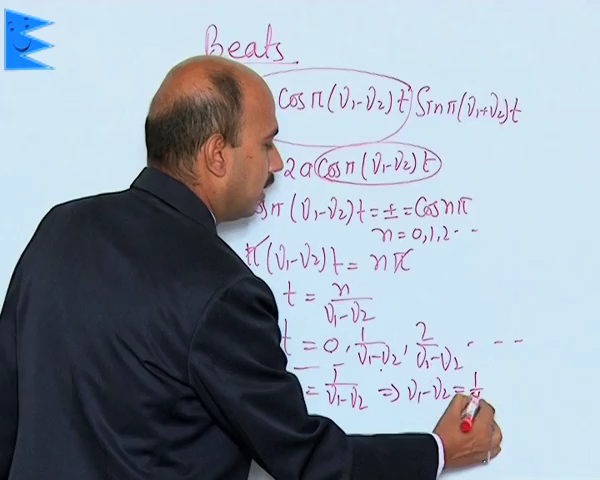 Beats
Cos π(ν₁-ν₂)t Sin π(ν₁+ν₂)t
2a Cos π(ν₁-ν₂)t
π(ν₁-ν₂)t = ± = Cos nπ
n = 0, 1, 2 - - -
π(ν₁-ν₂)t = nπ
t = n/(ν₁-ν₂)
t = 0, 1/(ν₁-ν₂), 2/(ν₁-ν₂), - - -
= 1/(ν₁-ν₂) ⇒ ν₁-ν₂ = 1/